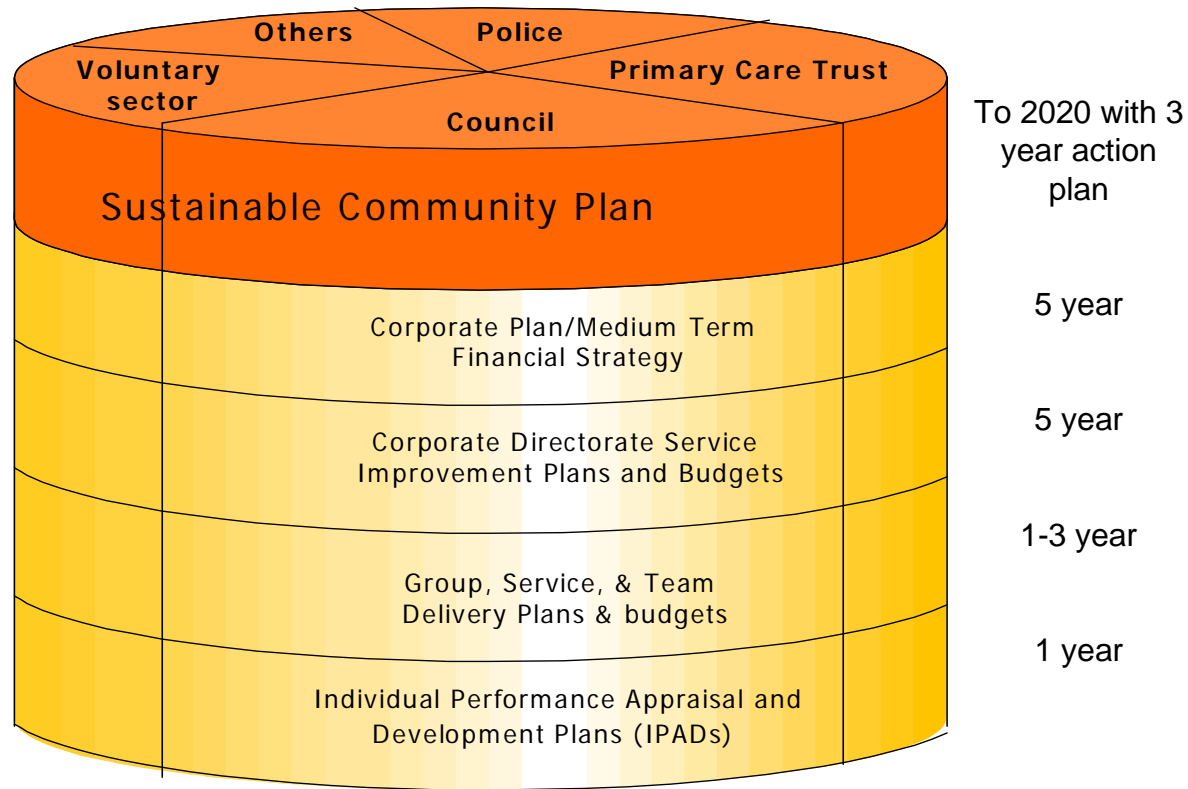 Others
Police
Voluntary
sector
Primary Care Trust
Council
To 2020 with 3
year action
plan
Sustainable Community Plan
5 year
Corporate Plan/Medium Term
Financial Strategy
5 year
Corporate Directorate Service
Improvement Plans and Budgets
1-3 year
Group, Service, & Team
Delivery Plans & budgets
1 year
Individual Performance Appraisal and
Development Plans (IPADs)